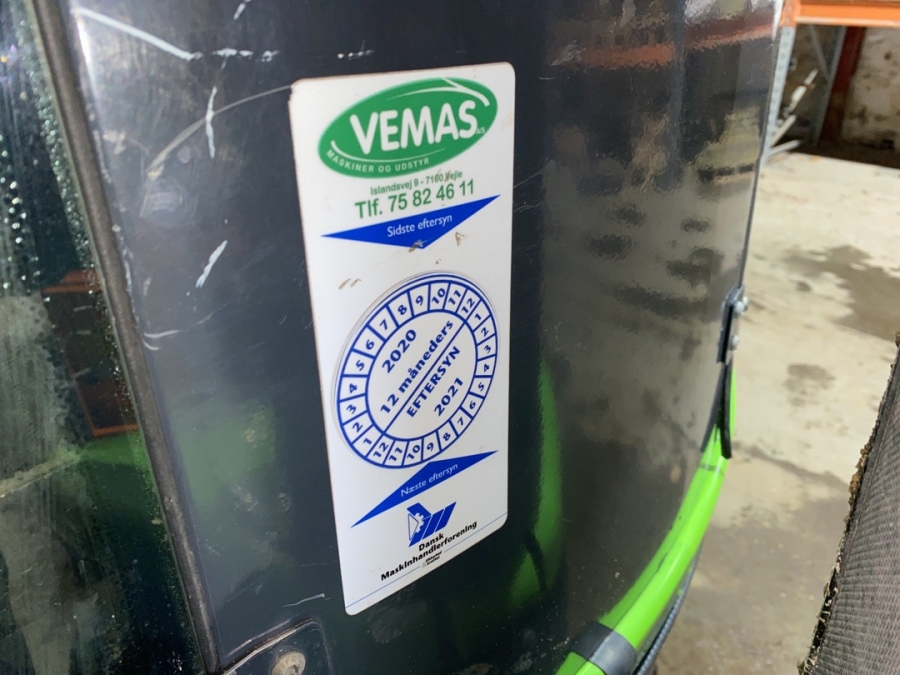 VEMAS A/S
MASKINER OG UDSTYR
Islandsvej 9 - 7100 Vejle
Tlf. 75 82 46 11
Sidste eftersyn
1 2 3 4 5 6 7 8 9 10 11 12
2020
12 måneders
EFTERSYN
2021
1 2 3 4 5 6 7 8 9 10 11 12
Næste eftersyn
Dansk
Maskinhandlerforening